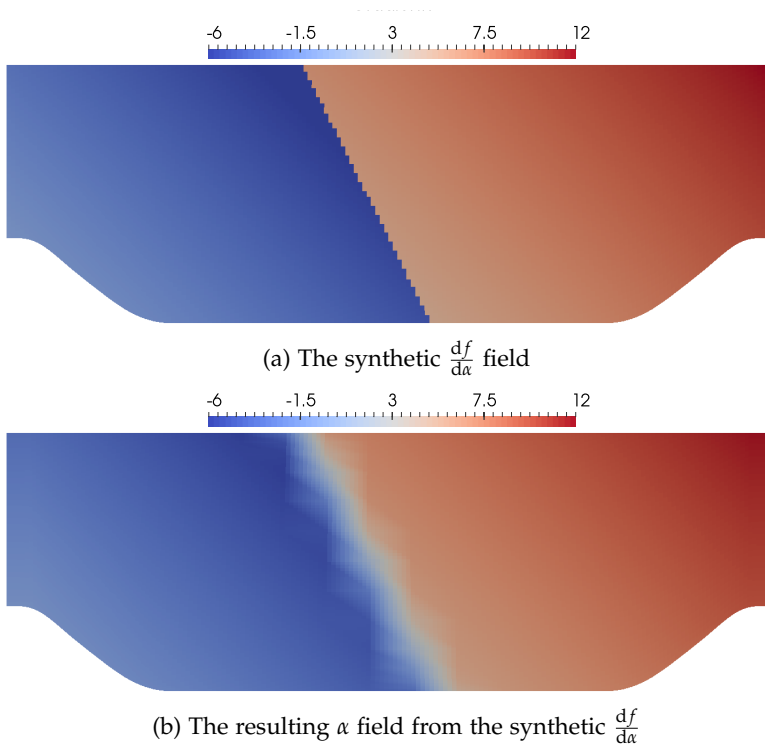 -6 -1.5 3 7.5 12
(a) The synthetic df/dα field
-6 -1.5 3 7.5 12
(b) The resulting α field from the synthetic df/dα